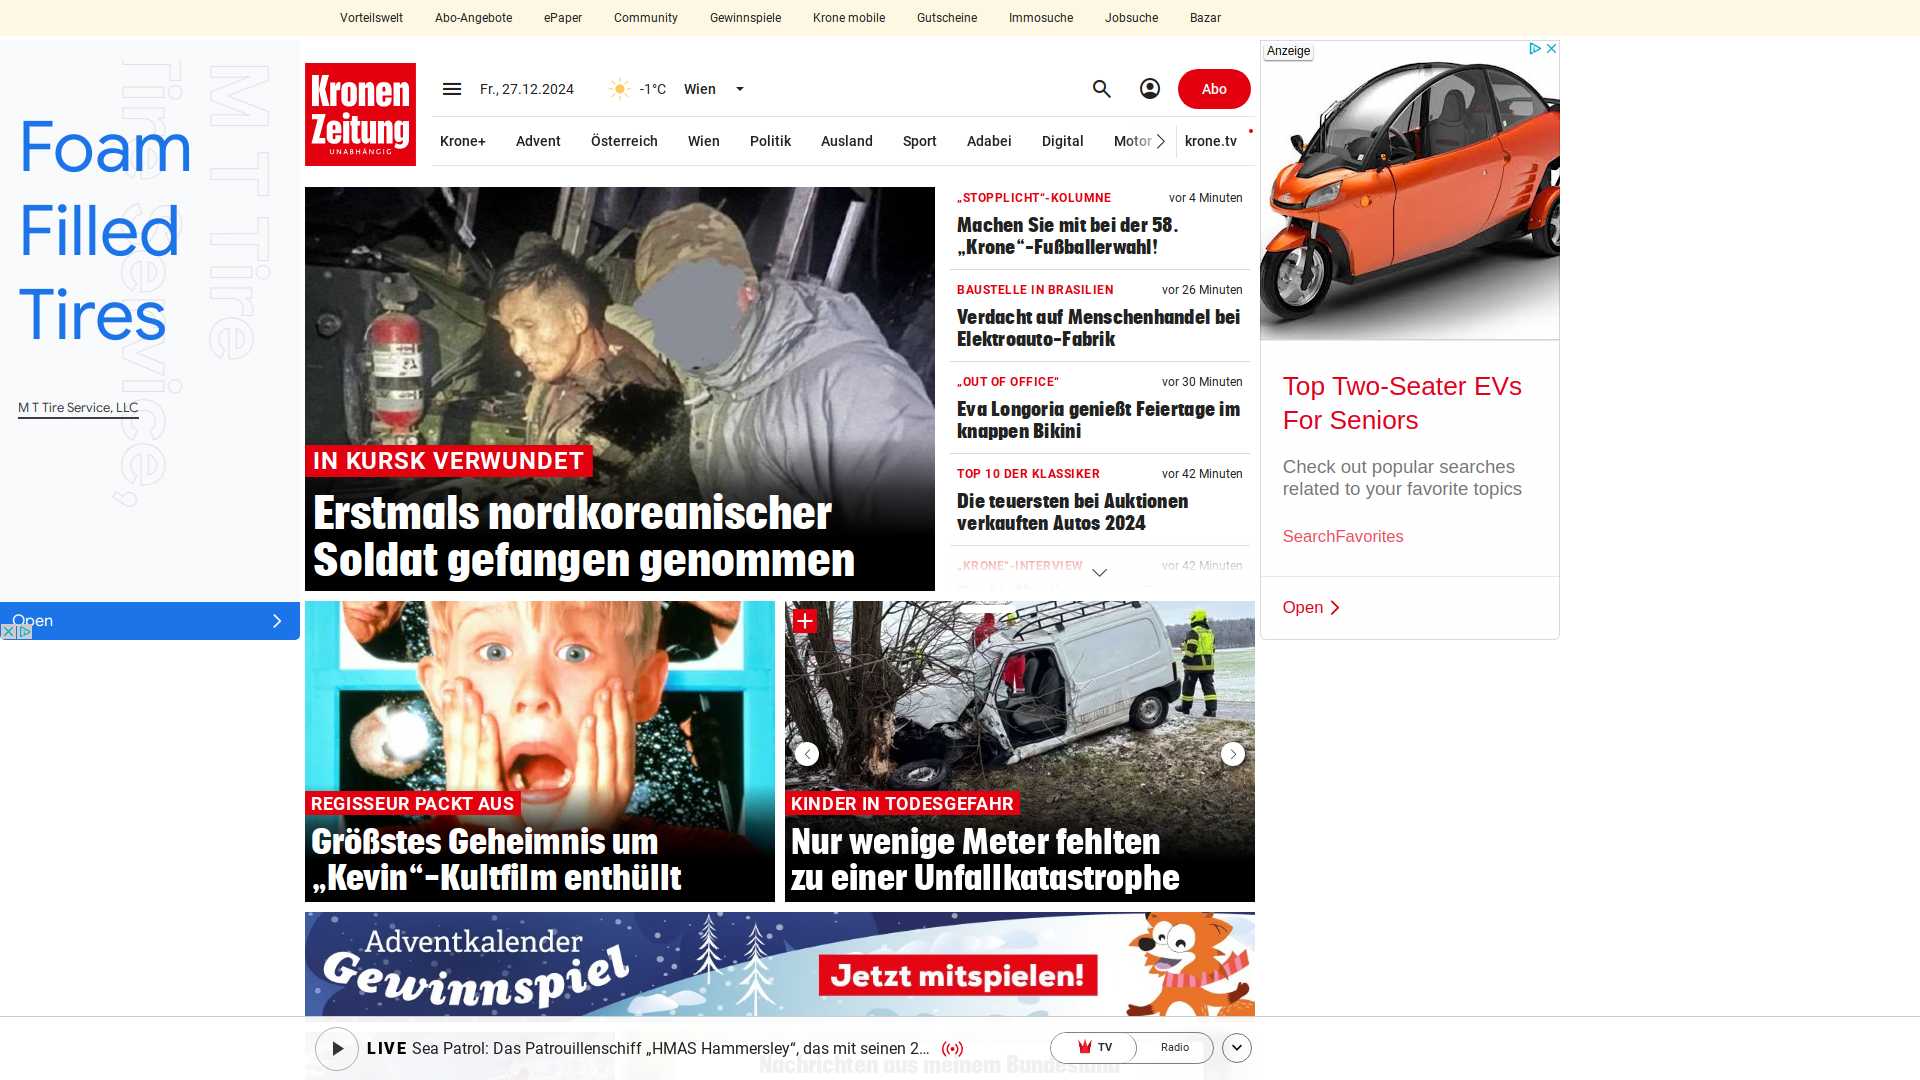 Vorteilswelt Abo-Angebote ePaper Community Gewinnspiele Krone mobile Gutscheine Immosuche Jobsuche Bazar
M T Tire
Tire Service,
Foam
Filled
Tires
M T Tire Service, LLC
Open
Kronen
Zeitung
UNABHÄNGIG
Fr., 27.12.2024
-1°C
Wien
Abo
Krone+ Advent Österreich Wien Politik Ausland Sport Adabei Digital Motor krone.tv
IN KURSK VERWUNDET
Erstmals nordkoreanischer
Soldat gefangen genommen
„STOPPLICHT“-KOLUMNE vor 4 Minuten
Machen Sie mit bei der 58.
„Krone“-Fußballerwahl!
BAUSTELLE IN BRASILIEN vor 26 Minuten
Verdacht auf Menschenhandel bei
Elektroauto-Fabrik
„OUT OF OFFICE“ vor 30 Minuten
Eva Longoria genießt Feiertage im
knappen Bikini
TOP 10 DER KLASSIKER vor 42 Minuten
Die teuersten bei Auktionen
verkauften Autos 2024
„KRONE“-INTERVIEW vor 42 Minuten
REGISSEUR PACKT AUS
Größstes Geheimnis um
„Kevin“-Kultfilm enthüllt
KINDER IN TODESGEFAHR
Nur wenige Meter fehlten
zu einer Unfallkatastrophe
Adventkalender
Gewinnspiel
Jetzt mitspielen!
LIVE Sea Patrol: Das Patrouillenschiff „HMAS Hammersley“, das mit seinen 2...
TV
Radio
Nachrichten aus meinem Bundesland
Anzeige
Top Two-Seater EVs
For Seniors
Check out popular searches
related to your favorite topics
SearchFavorites
Open